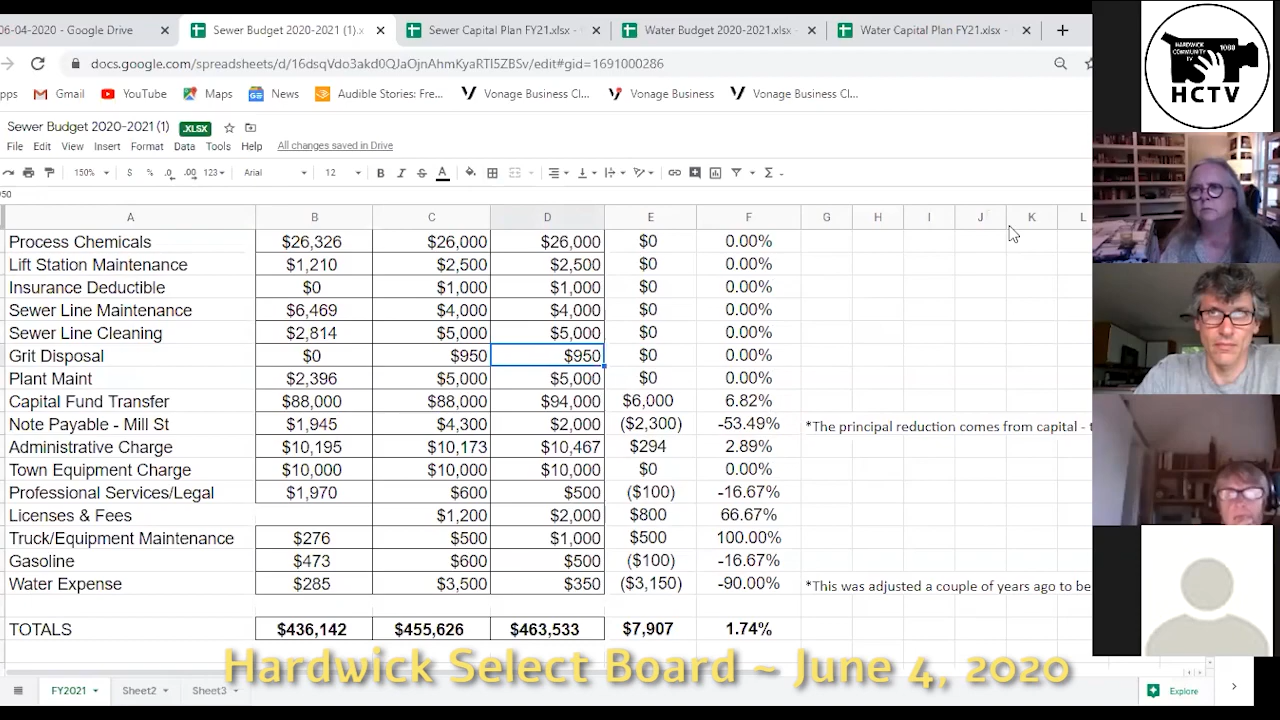 06-04-2020 - Google Drive × Sewer Budget 2020-2021 (1).x × Sewer Capital Plan FY21.xlsx - × Water Budget 2020-2021.xlsx - × Water Capital Plan FY21.xlsx - × +
docs.google.com/spreadsheets/d/16dsqVdo3akd0QJaOjnAhmKyaRTI5ZBSv/edit#gid=1691000286
pps Gmail YouTube Maps News Audible Stories: Fre... Vonage Business Cl... Vonage Business Vonage Business Cl...
Sewer Budget 2020-2021 (1) .XLSX
File Edit View Insert Format Data Tools Help All changes saved in Drive
150% $ % .0 .00 123 Arial 12 B I S A
950
A B C D E F G H I J K L
Process Chemicals $26,326 $26,000 $26,000 $0 0.00%
Lift Station Maintenance $1,210 $2,500 $2,500 $0 0.00%
Insurance Deductible $0 $1,000 $1,000 $0 0.00%
Sewer Line Maintenance $6,469 $4,000 $4,000 $0 0.00%
Sewer Line Cleaning $2,814 $5,000 $5,000 $0 0.00%
Grit Disposal $0 $950 $950 $0 0.00%
Plant Maint $2,396 $5,000 $5,000 $0 0.00%
Capital Fund Transfer $88,000 $88,000 $94,000 $6,000 6.82%
Note Payable - Mill St $1,945 $4,300 $2,000 ($2,300) -53.49% *The principal reduction comes from capital - t
Administrative Charge $10,195 $10,173 $10,467 $294 2.89%
Town Equipment Charge $10,000 $10,000 $10,000 $0 0.00%
Professional Services/Legal $1,970 $600 $500 ($100) -16.67%
Licenses & Fees $1,200 $2,000 $800 66.67%
Truck/Equipment Maintenance $276 $500 $1,000 $500 100.00%
Gasoline $473 $600 $500 ($100) -16.67%
Water Expense $285 $3,500 $350 ($3,150) -90.00% *This was adjusted a couple of years ago to be
TOTALS $436,142 $455,626 $463,533 $7,907 1.74%
Hardwick Select Board ~ June 4, 2020
FY2021 Sheet2 Sheet3 Explore
HARDWICK COMMUNITY TV 1088
HCTV